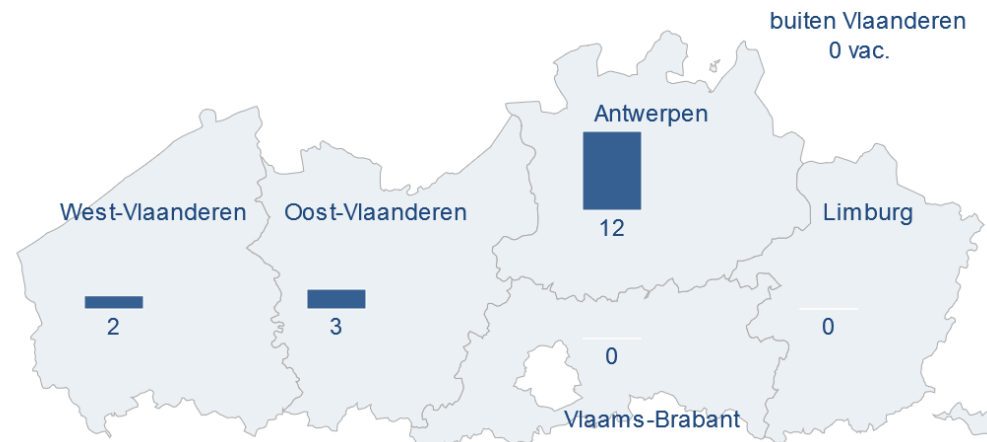 buiten Vlaanderen
0 vac.
Antwerpen
12
West-Vlaanderen
2
Oost-Vlaanderen
3
Limburg
0
0
Vlaams-Brabant